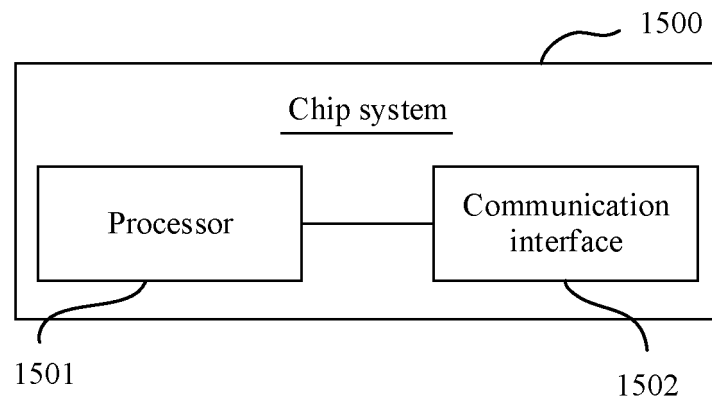 1500
Chip system
Processor
Communication
interface
1501
1502